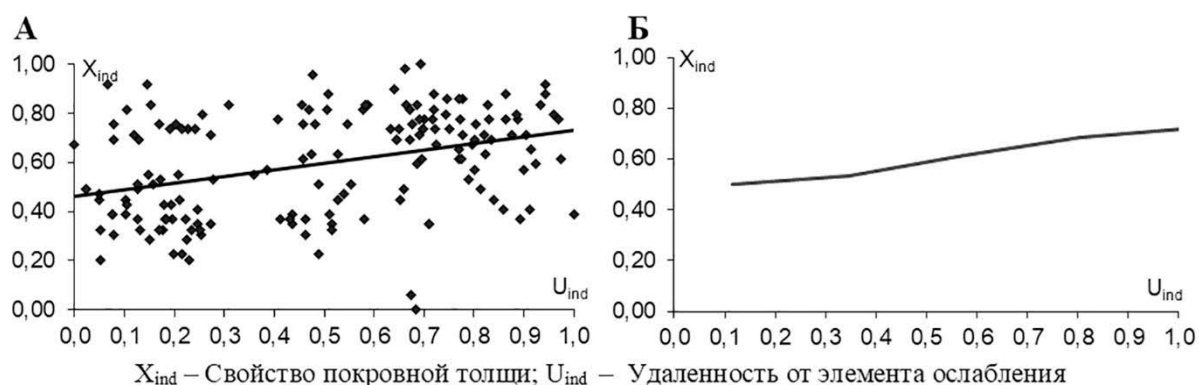 А Б
X_ind X_ind
1,00 1,00
0,80 0,80
0,60 0,60
0,40 0,40
0,20 0,20
U_ind U_ind
0,00 0,00
0,0 0,1 0,2 0,3 0,4 0,5 0,6 0,7 0,8 0,9 1,0 0,0 0,1 0,2 0,3 0,4 0,5 0,6 0,7 0,8 0,9 1,0
X_ind – Свойство покровной толщи; U_ind – Удаленность от элемента ослабления